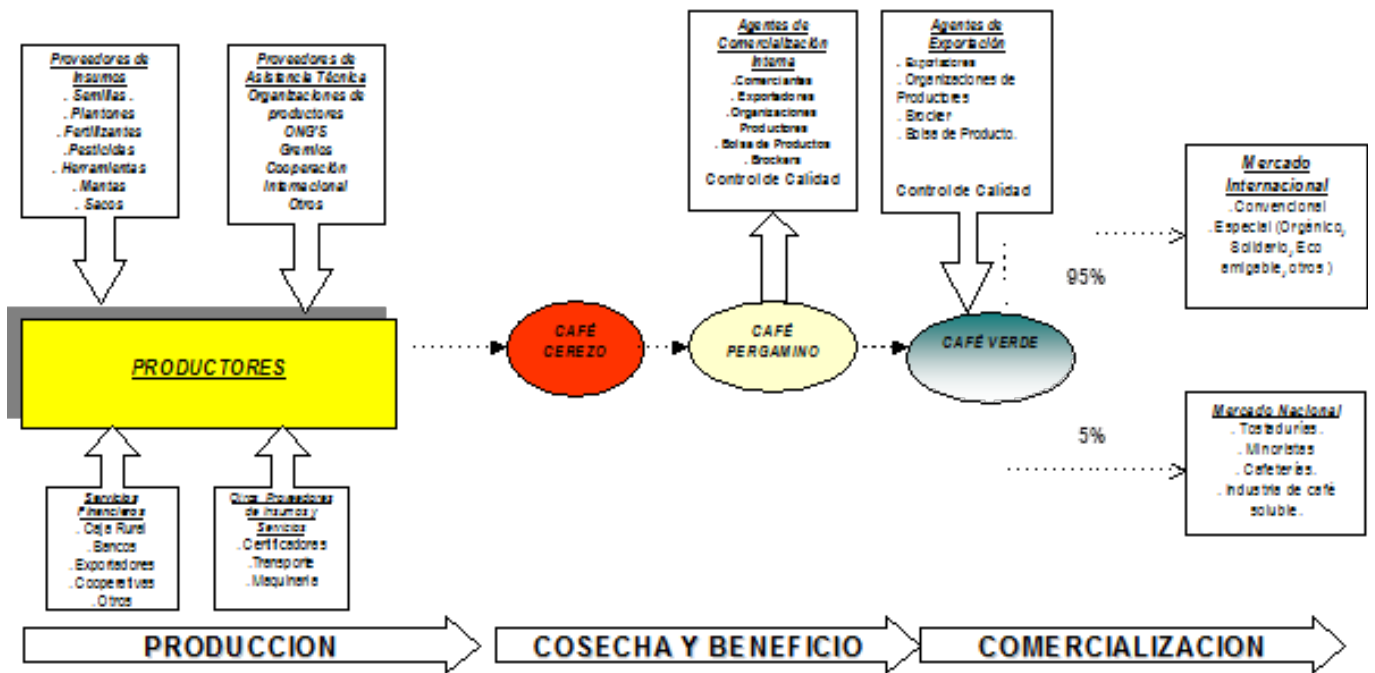 Proveedores de
Insumos
. Semillas .
. Plantones
. Fertilizantes
.Pesticidas
. Herramientas
. Mantas
. Sacos
Proveedores de
Asistencia Técnica
Organizaciones de
productores
ONG'S
Gremios
Cooperación
Internacional
Otros
Agentes de
Comercialización
Interna
.Comerciantes
. Exportadores
.Organizaciones
Productores
. Bolsa de Productos
. Brockers
Control de Calidad
Agentes de
Exportación
. Exportadores
. Organizaciones de
Productores
. Brocker
. Bolsa de Producto.
Control de Calidad
Mercado
Internacional
. Convencional
.Especial (Orgánico,
Solidario, Eco
amigable, otros )
95%
PRODUCTORES
CAFÉ
CEREZO
CAFÉ
PERGAMINO
CAFÉ VERDE
5%
Mercado Nacional
. Tostadurías.
. Minoristas
. Cafeterías.
. Industria de café
soluble.
Servicios
Financieros
. Caja Rural
. Bancos
. Exportadores
. Cooperativas
. Otros
Otros Proveedores
de Insumos y
Servicios
. Certificadoras
. Transporte
. Maquinaria
PRODUCCION
COSECHA Y BENEFICIO
COMERCIALIZACION